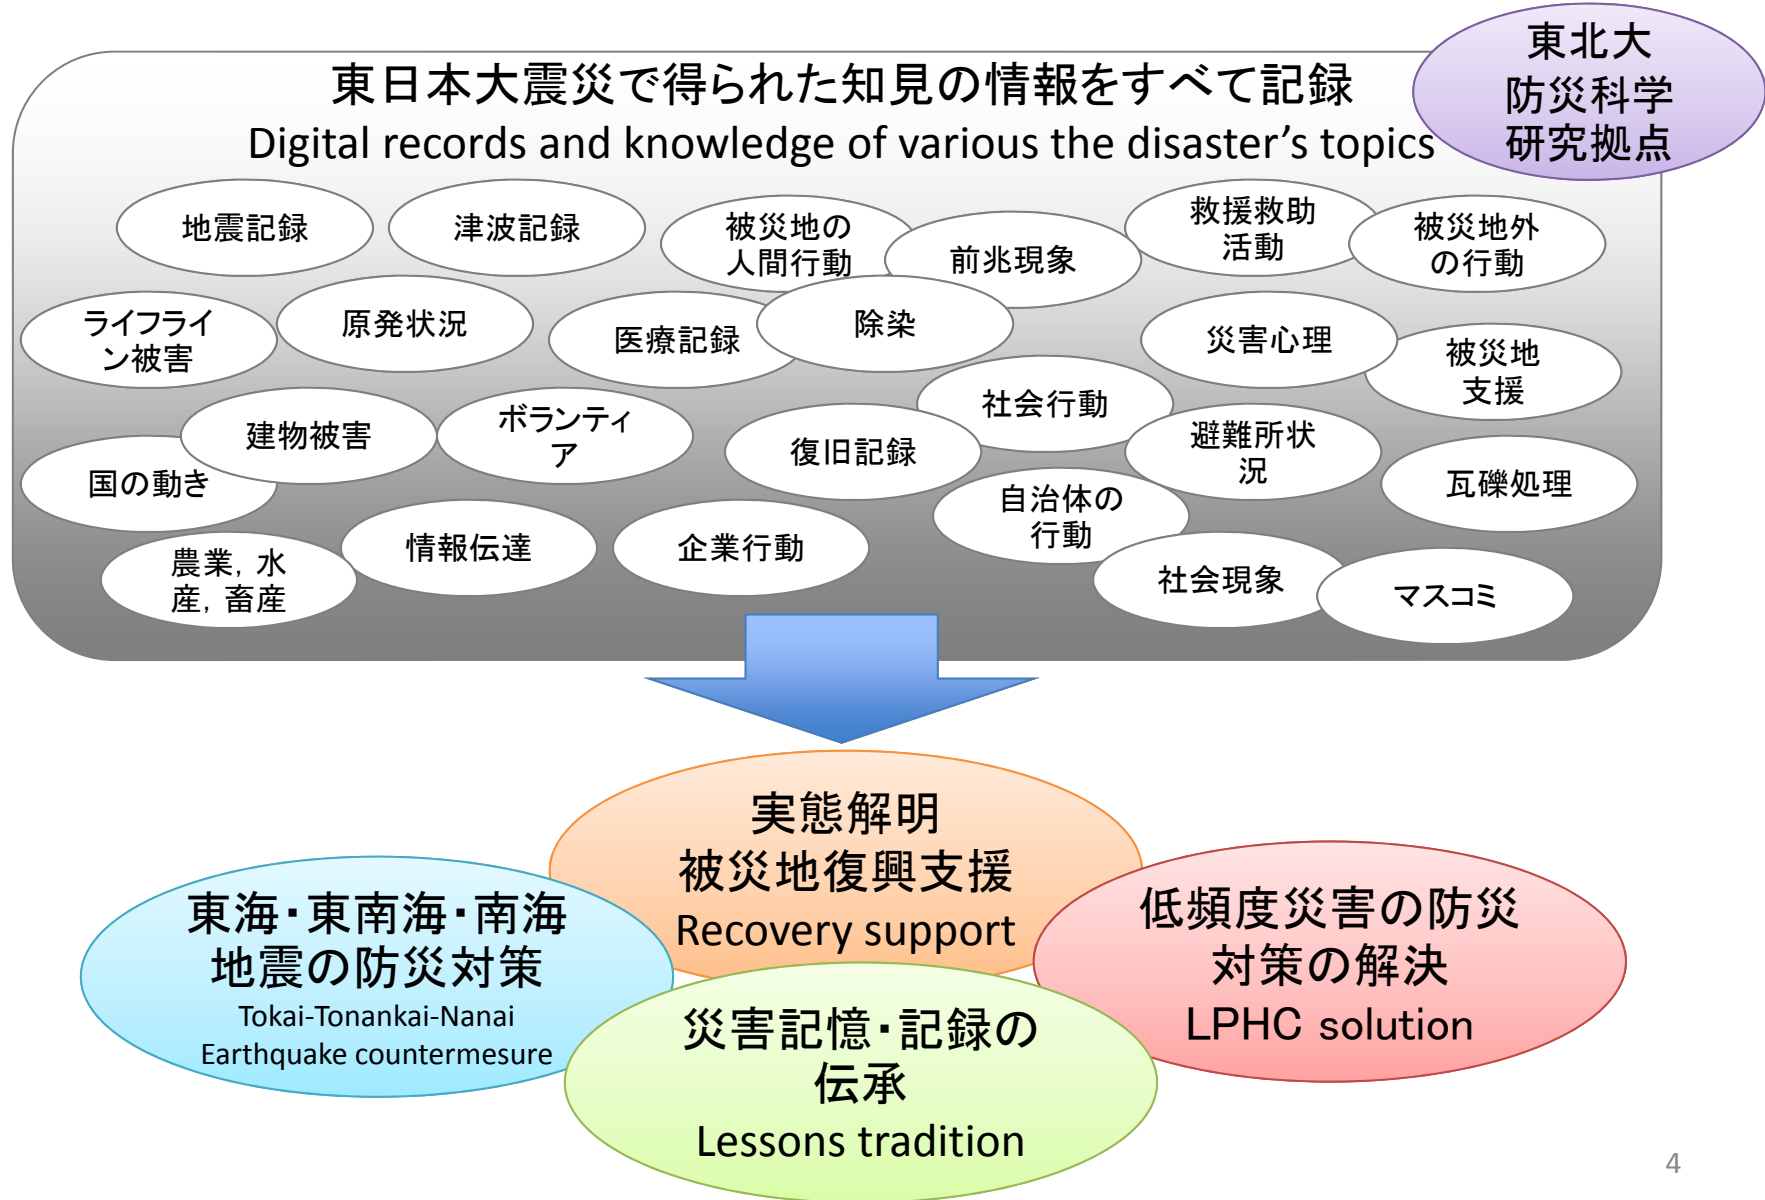 東日本大震災で得られた知見の情報をすべて記録
Digital records and knowledge of various the disaster's topics
東北大
防災科学
研究拠点
地震記録
津波記録
被災地の
人間行動
前兆現象
救援救助
活動
被災地外
の行動
ライフライ
ン被害
原発状況
医療記録
除染
災害心理
被災地
支援
建物被害
ボランティ
ア
社会行動
復旧記録
避難所状
況
国の動き
瓦礫処理
自治体の
行動
情報伝達
企業行動
農業，水
産，畜産
社会現象
マスコミ
実態解明
被災地復興支援
Recovery support
東海・東南海・南海
地震の防災対策
Tokai-Tonankai-Nanai
Earthquake countermesure
低頻度災害の防災
対策の解決
LPHC solution
災害記憶・記録の
伝承
Lessons tradition
4